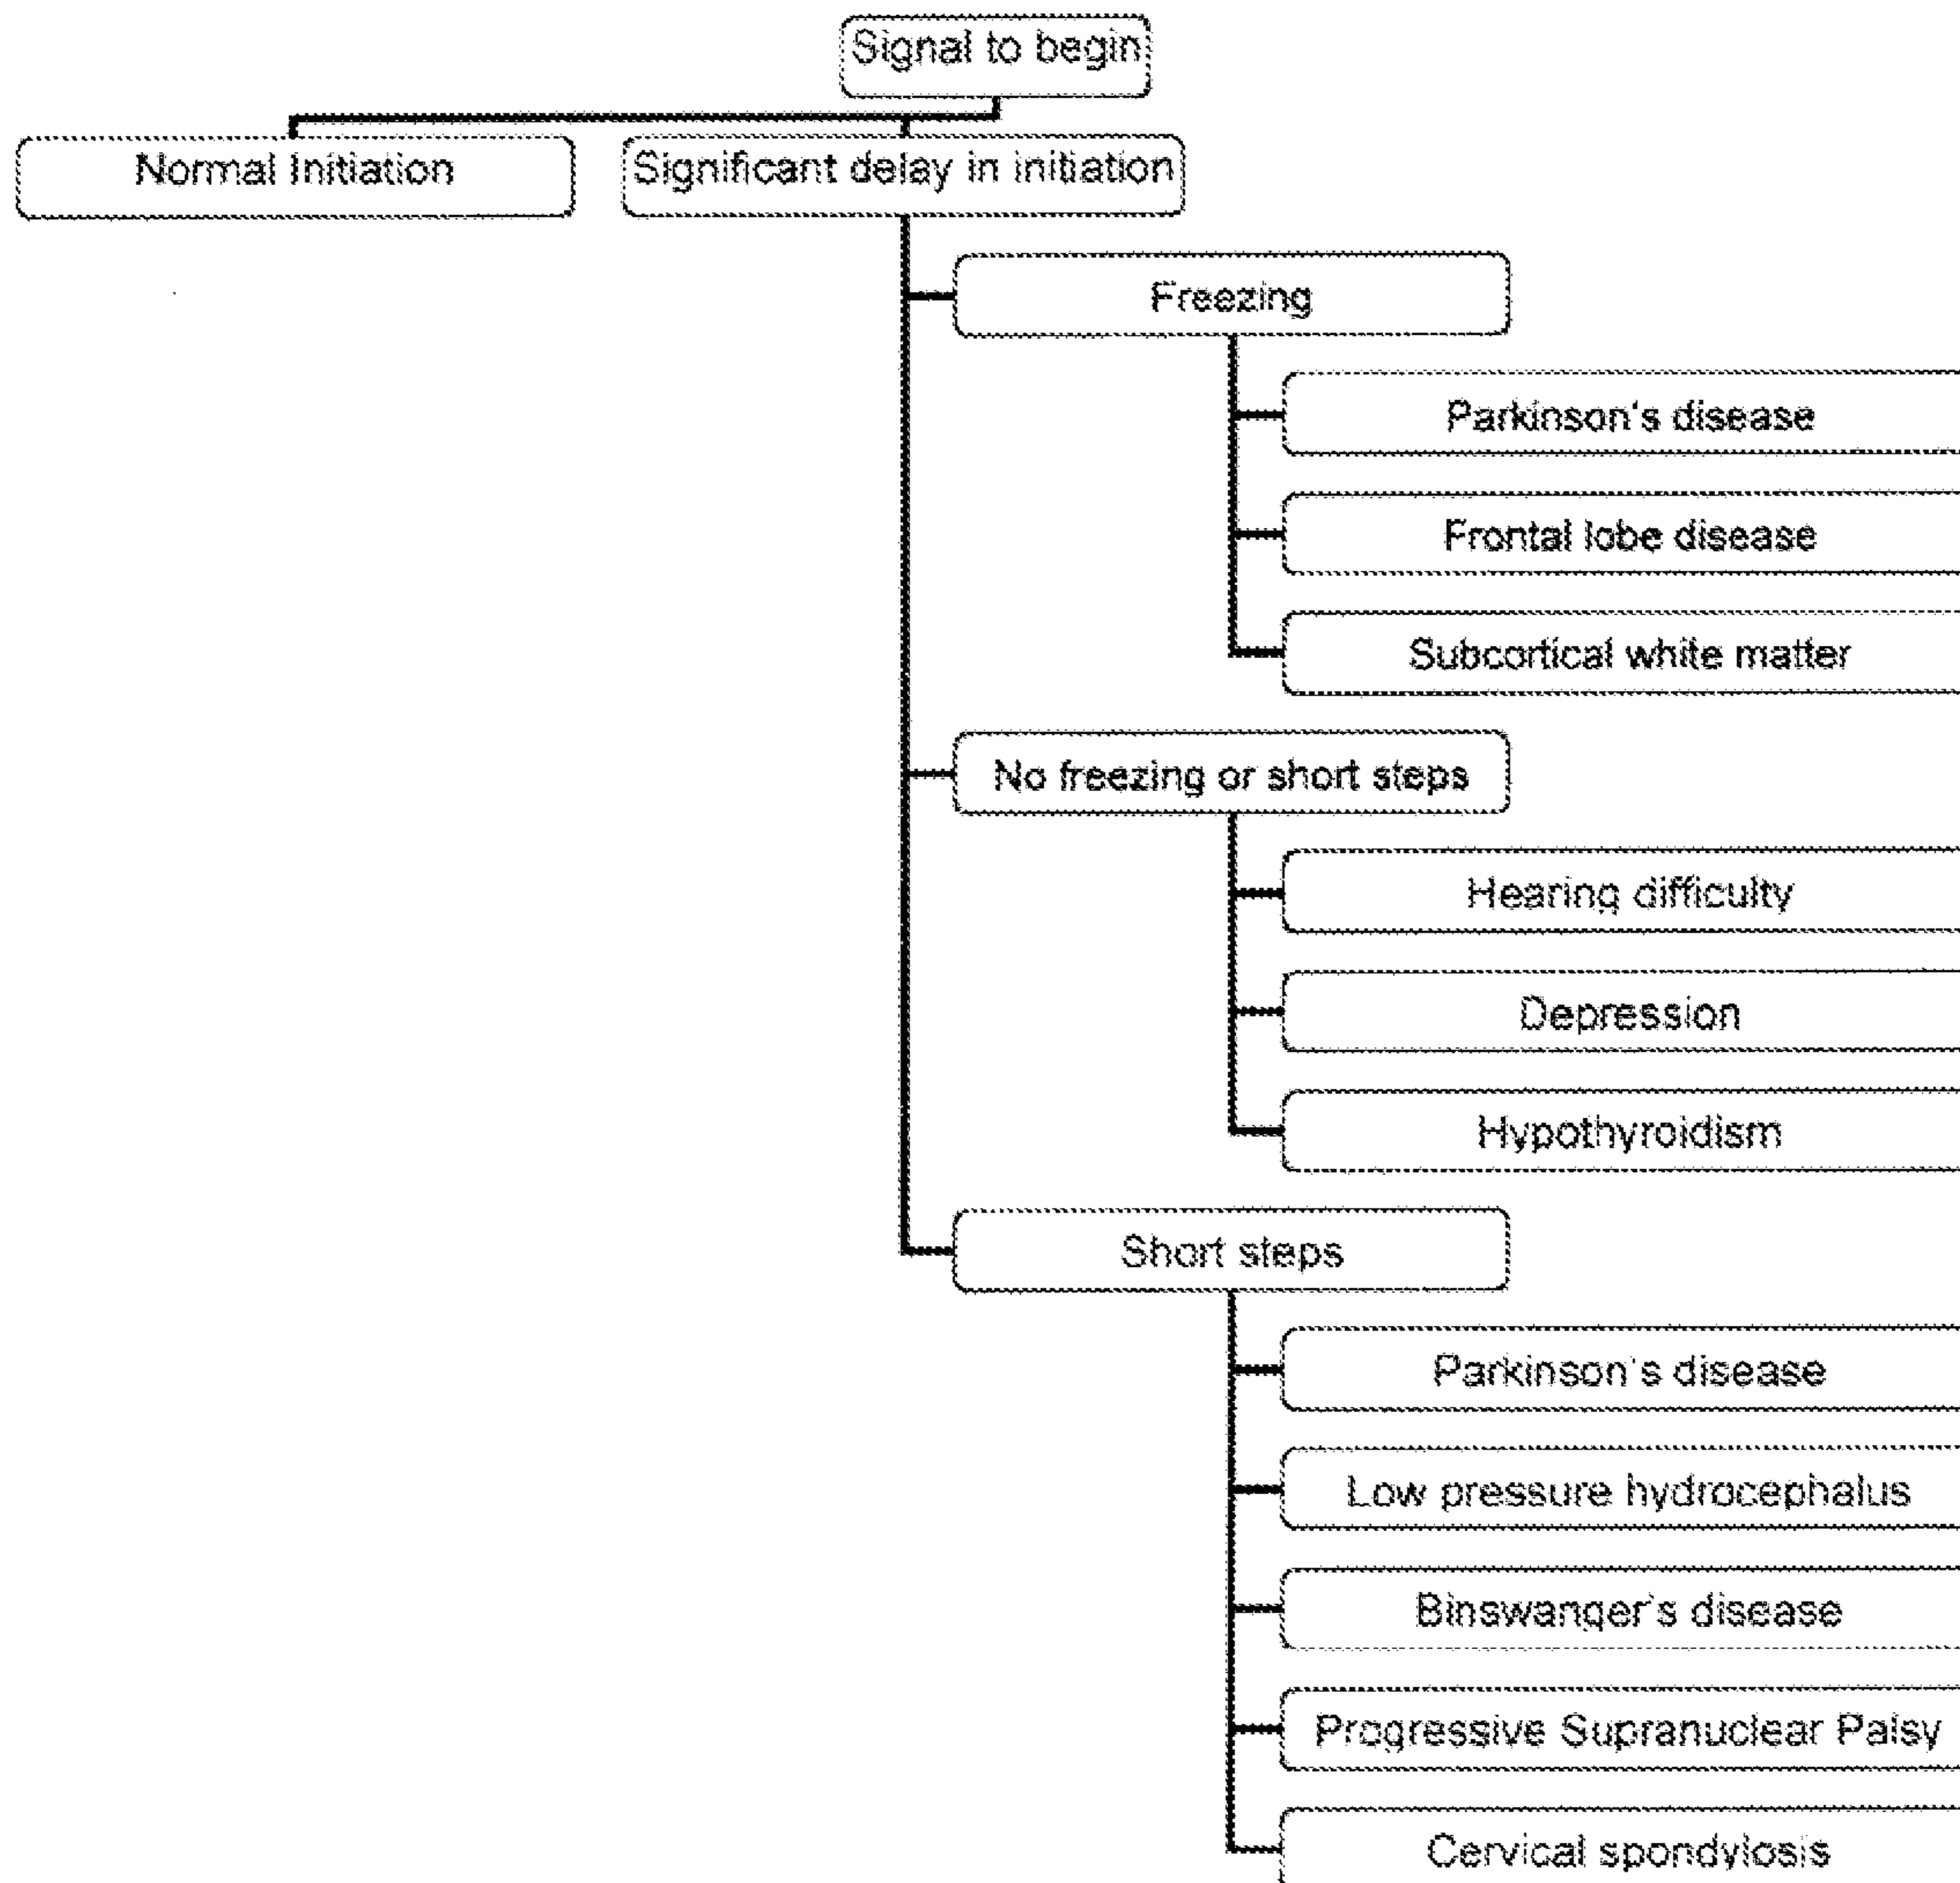 Signal to begin
Normal Initiation
Significant delay in initiation
Freezing
Parkinson's disease
Frontal lobe disease
Subcortical white matter
No freezing or short steps
Hearing difficulty
Depression
Hypothyroidism
Short steps
Parkinson's disease
Low pressure hydrocephalus
Binswanger's disease
Progressive Supranuclear Palsy
Cervical spondylosis